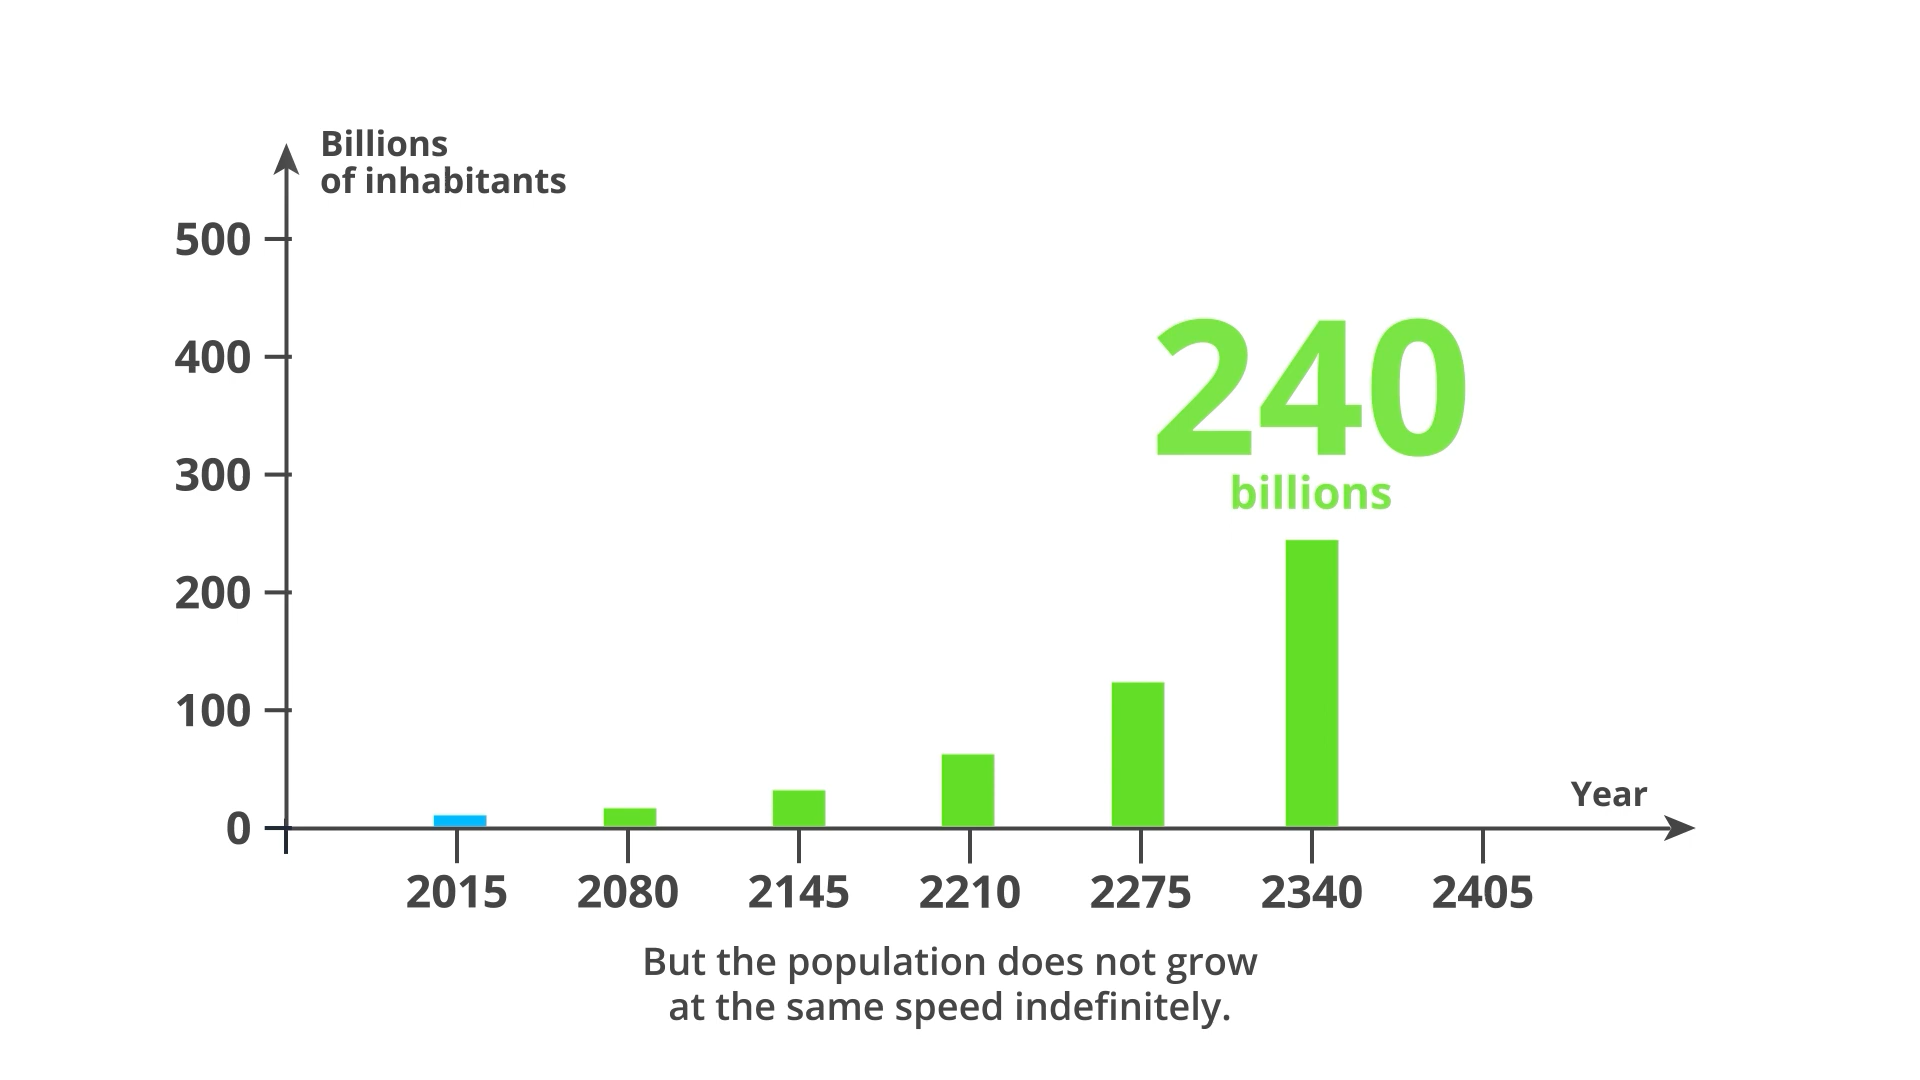 Billions
of inhabitants
500
400
300
200
100
0
240
billions
Year
2015 2080 2145 2210 2275 2340 2405
But the population does not grow
at the same speed indefinitely.